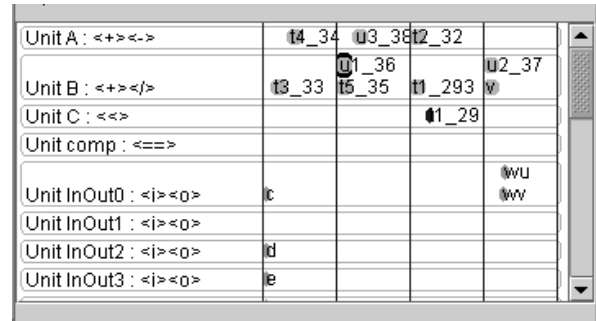 Unit A : <+><-> t4_34 u3_38 t2_32
u1_36 u2_37
Unit B : <+></> t3_33 t5_35 t1_293 v
Unit C : <<> t1_29
Unit comp : <==>
wu
Unit InOut0 : <i><o> c wv
Unit InOut1 : <i><o>
Unit InOut2 : <i><o> d
Unit InOut3 : <i><o> e